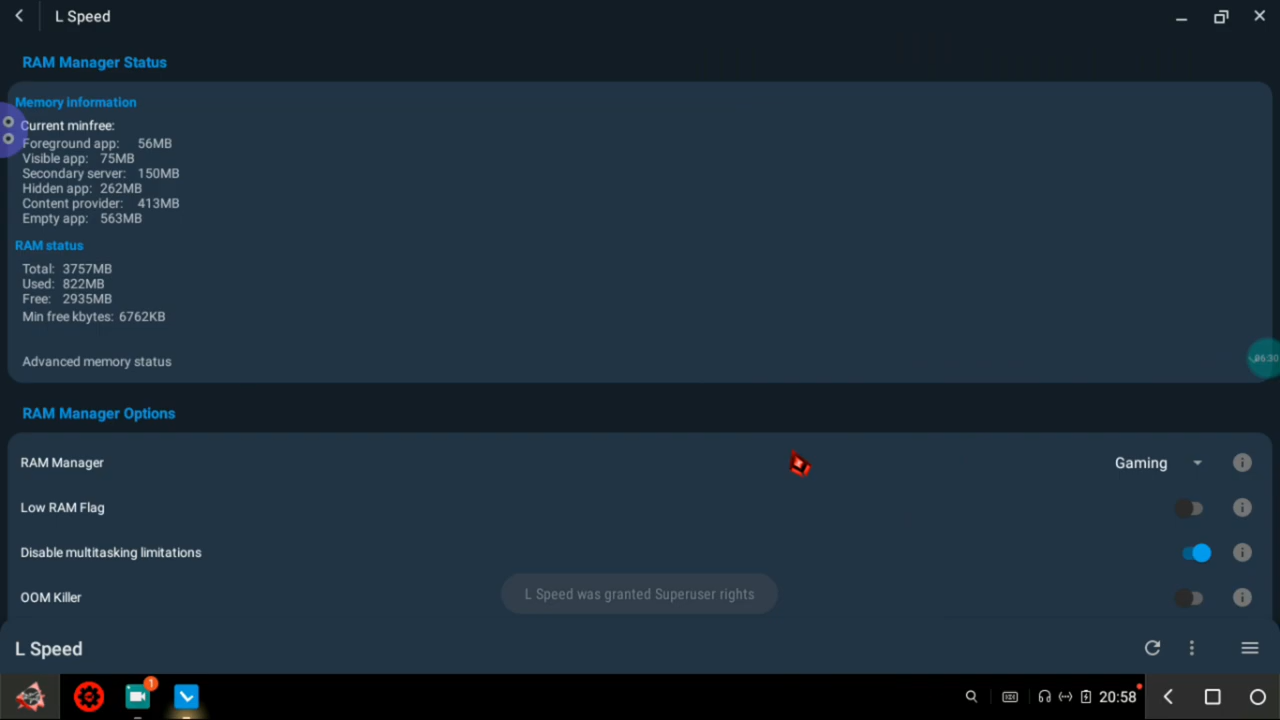 L Speed
RAM Manager Status
Memory information
Current minfree:
Foreground app: 56MB
Visible app: 75MB
Secondary server: 150MB
Hidden app: 262MB
Content provider: 413MB
Empty app: 563MB
RAM status
Total: 3757MB
Used: 822MB
Free: 2935MB
Min free kbytes: 6762KB
06:30
Advanced memory status
RAM Manager Options
RAM Manager Gaming
Low RAM Flag
Disable multitasking limitations
OOM Killer
L Speed was granted Superuser rights
L Speed
1
20:58